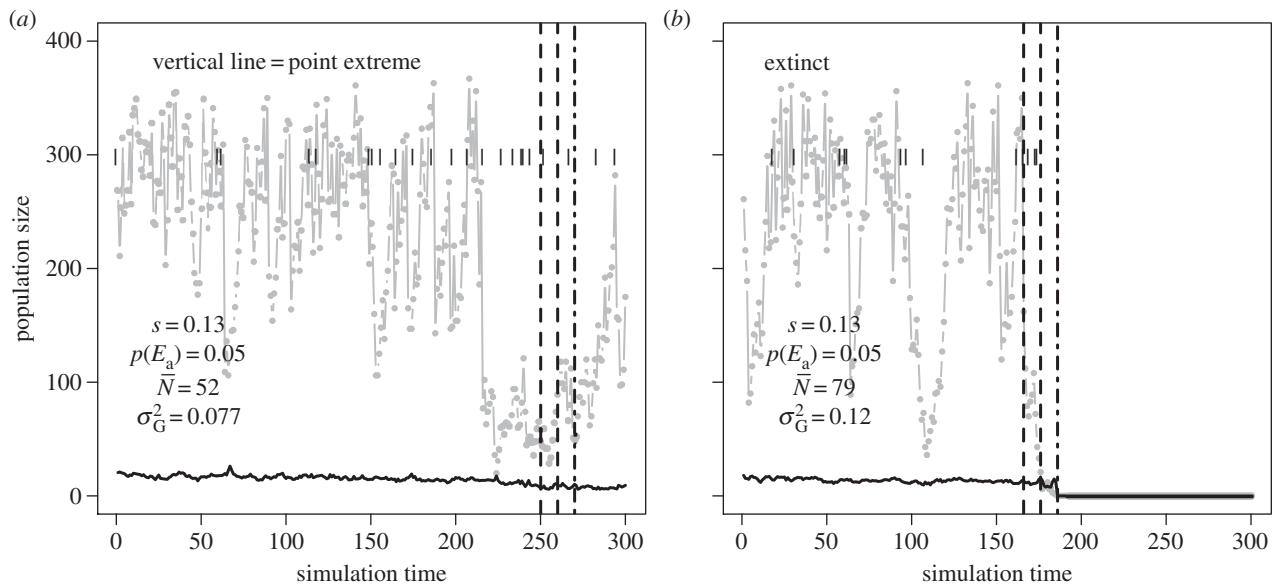 (a)
400
300
200
100
0
population size
vertical line = point extreme
s = 0.13
p(Eₐ) = 0.05
N̅ = 52
σ²_G = 0.077
0 50 100 150 200 250 300
simulation time
(b)
extinct
s = 0.13
p(Eₐ) = 0.05
N̅ = 79
σ²_G = 0.12
0 50 100 150 200 250 300
simulation time